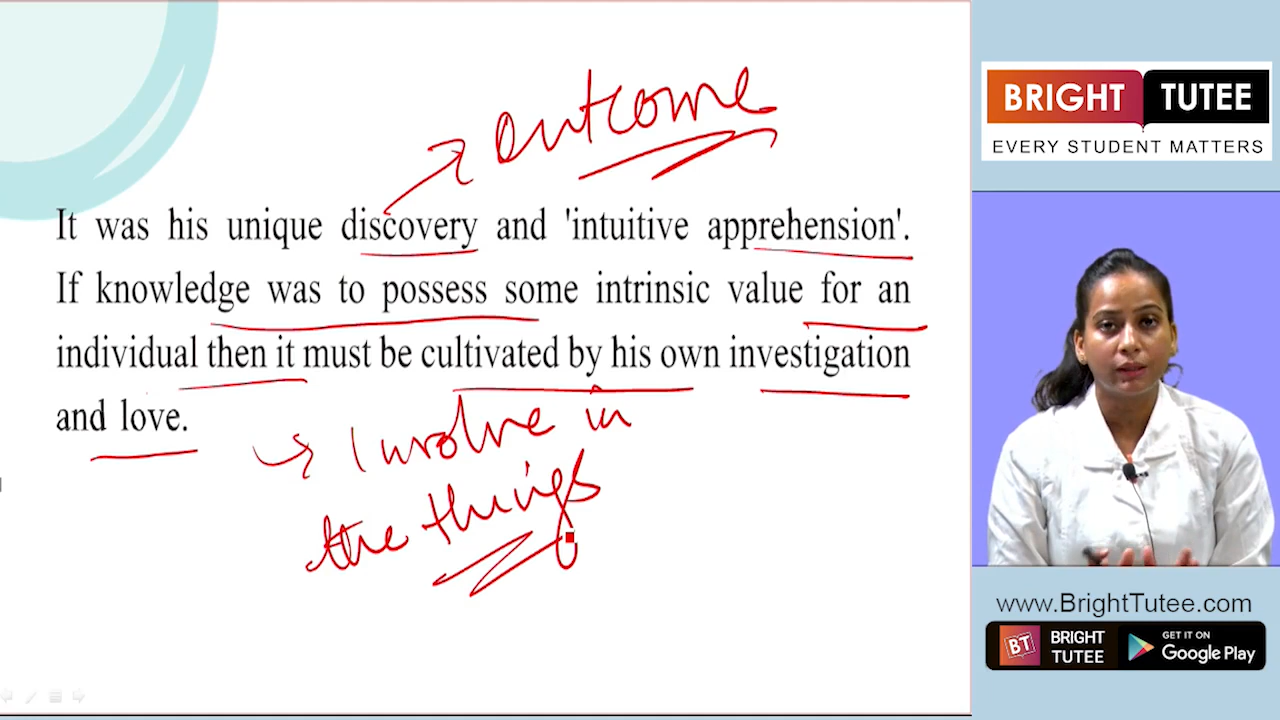 outcome
It was his unique discovery and 'intuitive apprehension'.
If knowledge was to possess some intrinsic value for an
individual then it must be cultivated by his own investigation
and love.
Involve in
the things
BRIGHT TUTEE
EVERY STUDENT MATTERS
www.BrightTutee.com
BT
BRIGHT
TUTEE
GET IT ON
Google Play